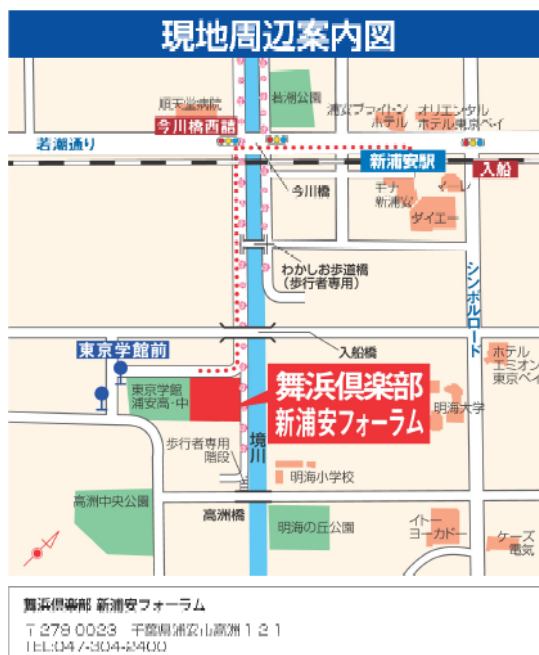 現地周辺案内図
順天堂病院
若潮公園
浦安ブライトン
ホテル
オリエンタル
ホテル東京ベイ
今川橋西詰
若潮通り
新浦安駅
入船
今川橋
モナ
新浦安
マーレ
ダイエー
わかしお歩道橋
(歩行者専用)
シンボルロード
入船橋
東京学館前
ホテル
エミオン
東京ベイ
東京学館
浦安高・中
舞浜倶楽部
新浦安フォーラム
明海大学
歩行者専用
階段
境川
明海小学校
高洲中央公園
高洲橋
明海の丘公園
イトー
ヨーカドー
ケーズ
電気
舞浜倶楽部 新浦安フォーラム
〒279 0023 千葉県浦安市高洲 1 2 1
TEL:047-304-2400